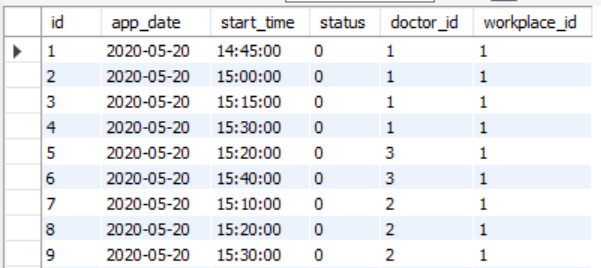 id app_date start_time status doctor_id workplace_id
1 2020-05-20 14:45:00 0 1 1
2 2020-05-20 15:00:00 0 1 1
3 2020-05-20 15:15:00 0 1 1
4 2020-05-20 15:30:00 0 1 1
5 2020-05-20 15:20:00 0 3 1
6 2020-05-20 15:40:00 0 3 1
7 2020-05-20 15:10:00 0 2 1
8 2020-05-20 15:20:00 0 2 1
9 2020-05-20 15:30:00 0 2 1